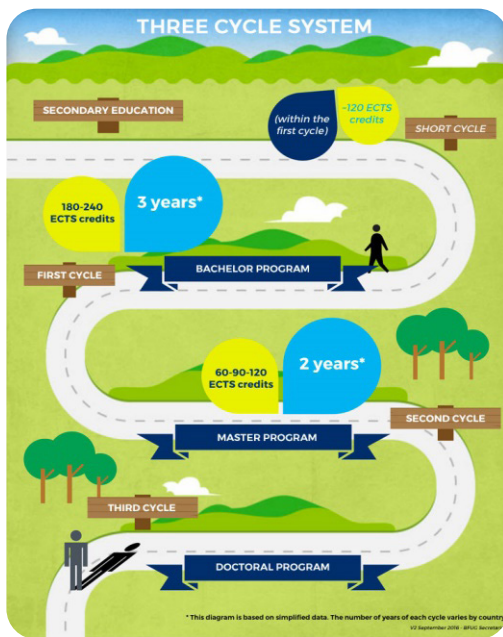 THREE CYCLE SYSTEM
SECONDARY EDUCATION
(within the
first cycle)
~120 ECTS
credits
SHORT CYCLE
180-240
ECTS credits
3 years*
FIRST CYCLE
BACHELOR PROGRAM
60-90-120
ECTS credits
2 years*
SECOND CYCLE
MASTER PROGRAM
THIRD CYCLE
DOCTORAL PROGRAM
* This diagram is based on simplified data. The number of years of each cycle varies by
V2 September 2016 - BFUG